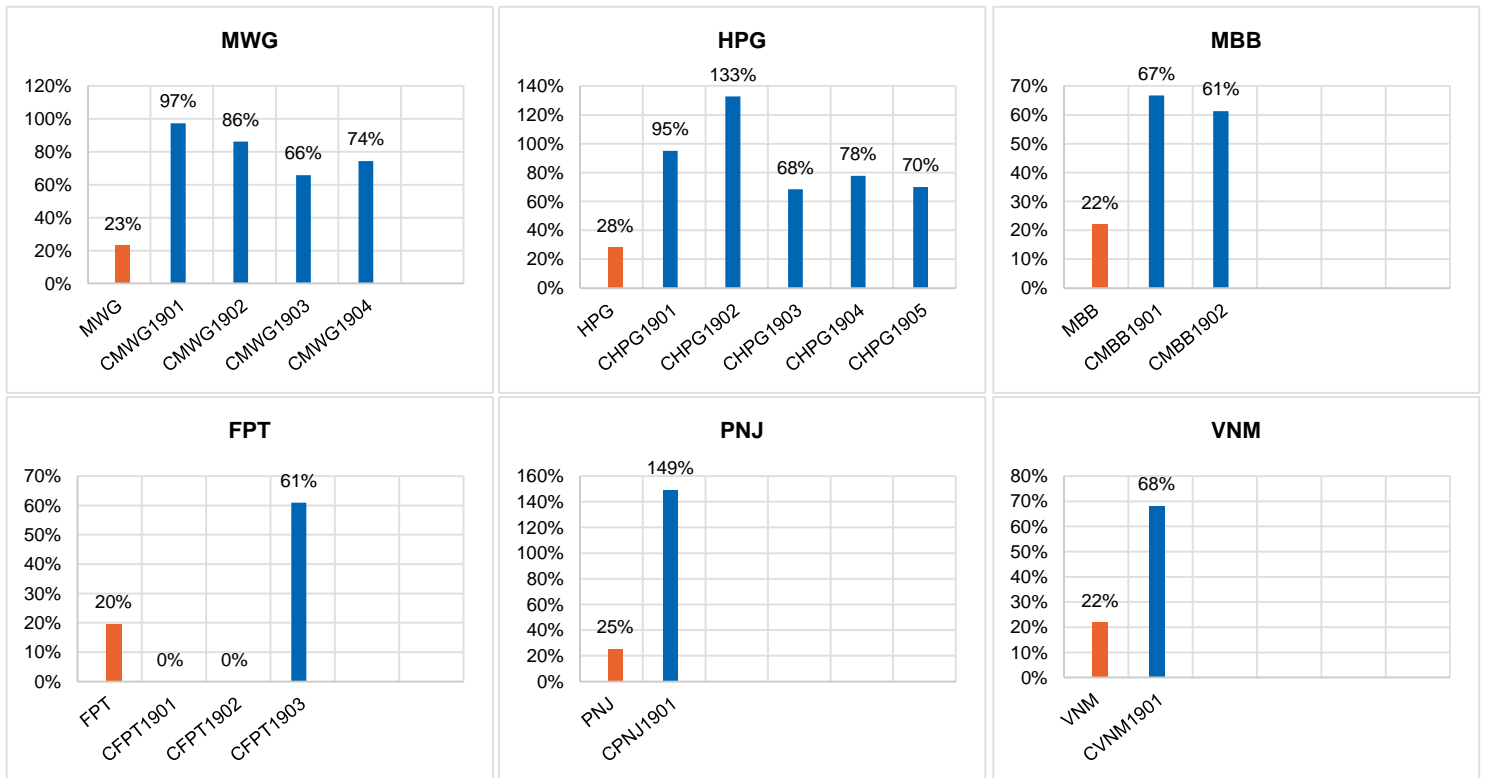 MWG
120%
100%
80%
60%
40%
20%
0%
23%
97%
86%
66%
74%
MWG
CMWG1901
CMWG1902
CMWG1903
CMWG1904
HPG
140%
120%
100%
80%
60%
40%
20%
0%
28%
95%
133%
68%
78%
70%
HPG
CHPG1901
CHPG1902
CHPG1903
CHPG1904
CHPG1905
MBB
70%
60%
50%
40%
30%
20%
10%
0%
22%
67%
61%
MBB
CMBB1901
CMBB1902
FPT
70%
60%
50%
40%
30%
20%
10%
0%
20%
0%
0%
61%
FPT
CFPT1901
CFPT1902
CFPT1903
PNJ
160%
140%
120%
100%
80%
60%
40%
20%
0%
25%
149%
PNJ
CPNJ1901
VNM
80%
70%
60%
50%
40%
30%
20%
10%
0%
22%
68%
VNM
CVNM1901